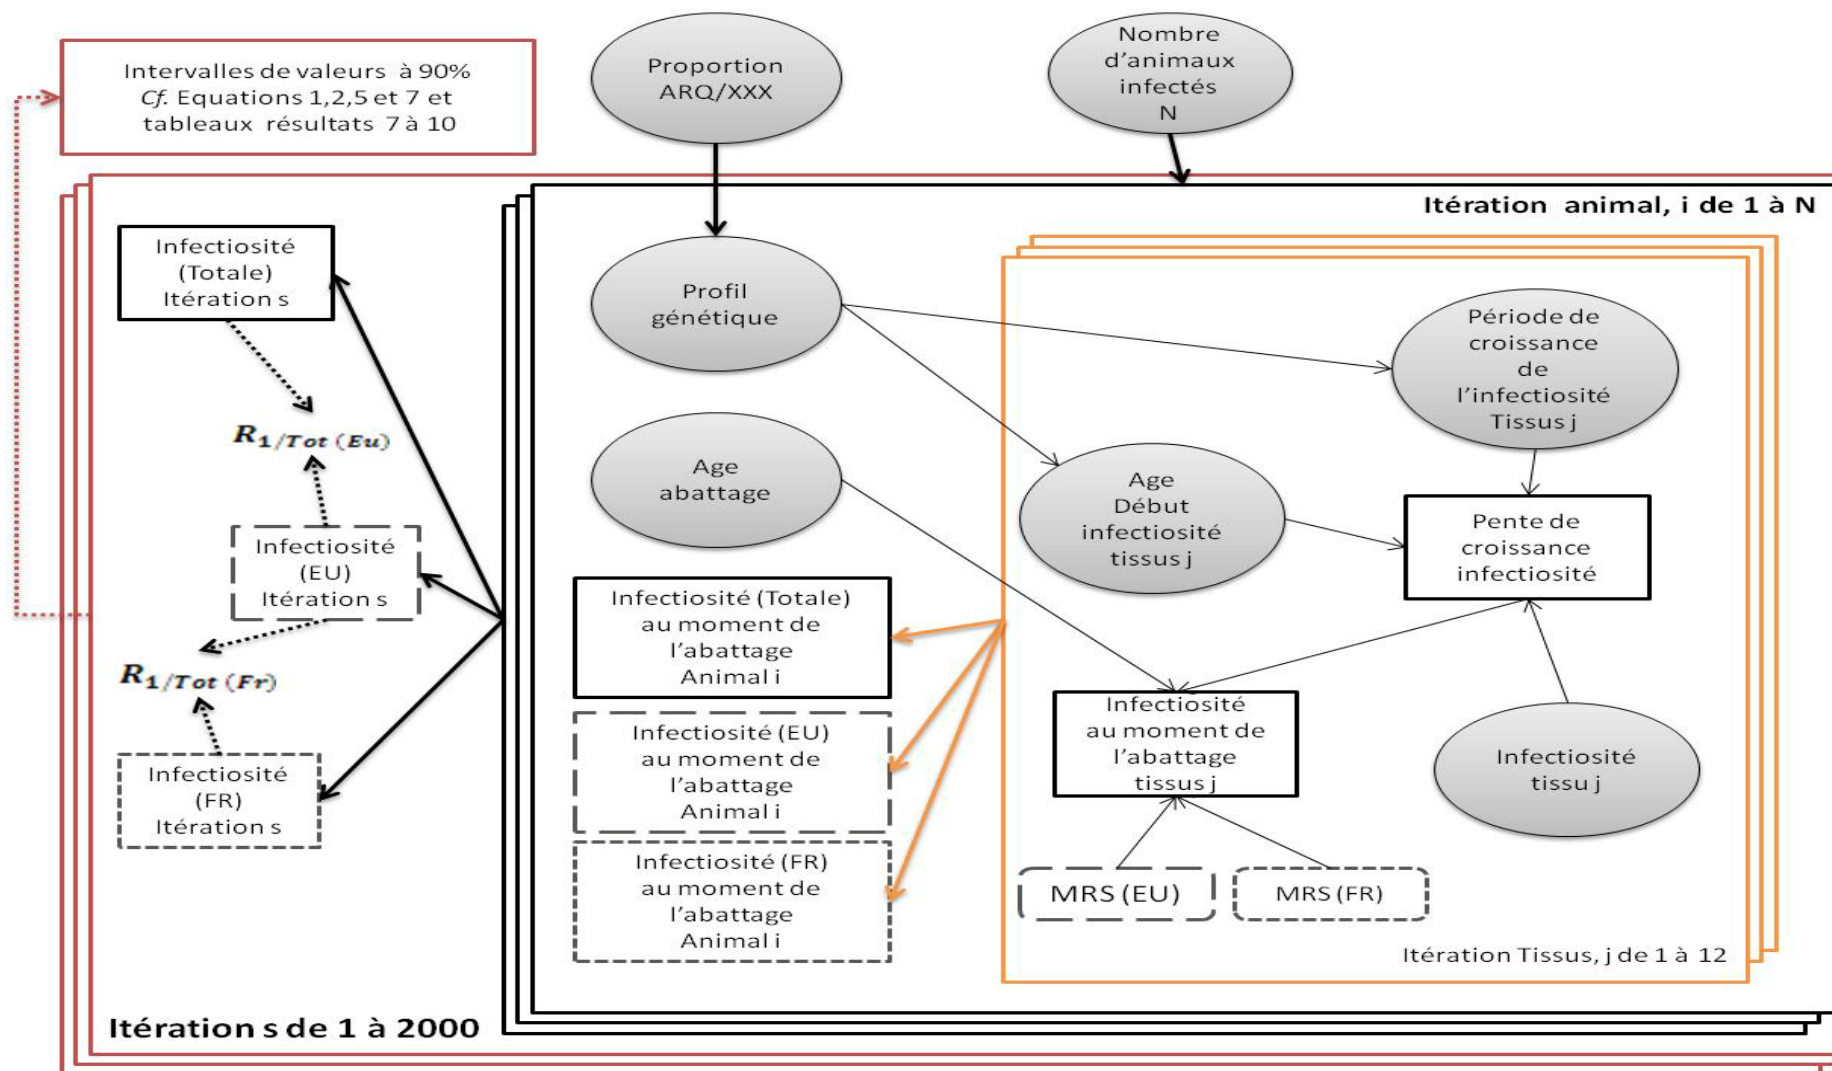 Intervalles de valeurs à 90%
Cf. Equations 1,2,5 et 7 et
tableaux résultats 7 à 10
Proportion
ARQ/XXX
Nombre
d'animaux
infectés
N
Itération animal, i de 1 à N
Infectiosité
(Totale)
Itération s
R1/Tot (Eu)
Infectiosité
(EU)
Itération s
R1/Tot (Fr)
Infectiosité
(FR)
Itération s
Itération s de 1 à 2000
Profil
génétique
Age
abattage
Infectiosité (Totale)
au moment de
l'abattage
Animal i
Infectiosité (EU)
au moment de
l'abattage
Animal i
Infectiosité (FR)
au moment de
l'abattage
Animal i
Période de
croissance
de
l'infectiosité
Tissus j
Age
Début
infectiosité
tissus j
Pente de
croissance
infectiosité
Infectiosité
au moment de
l'abattage
tissus j
Infectiosité
tissu j
MRS (EU)
MRS (FR)
Itération Tissus, j de 1 à 12